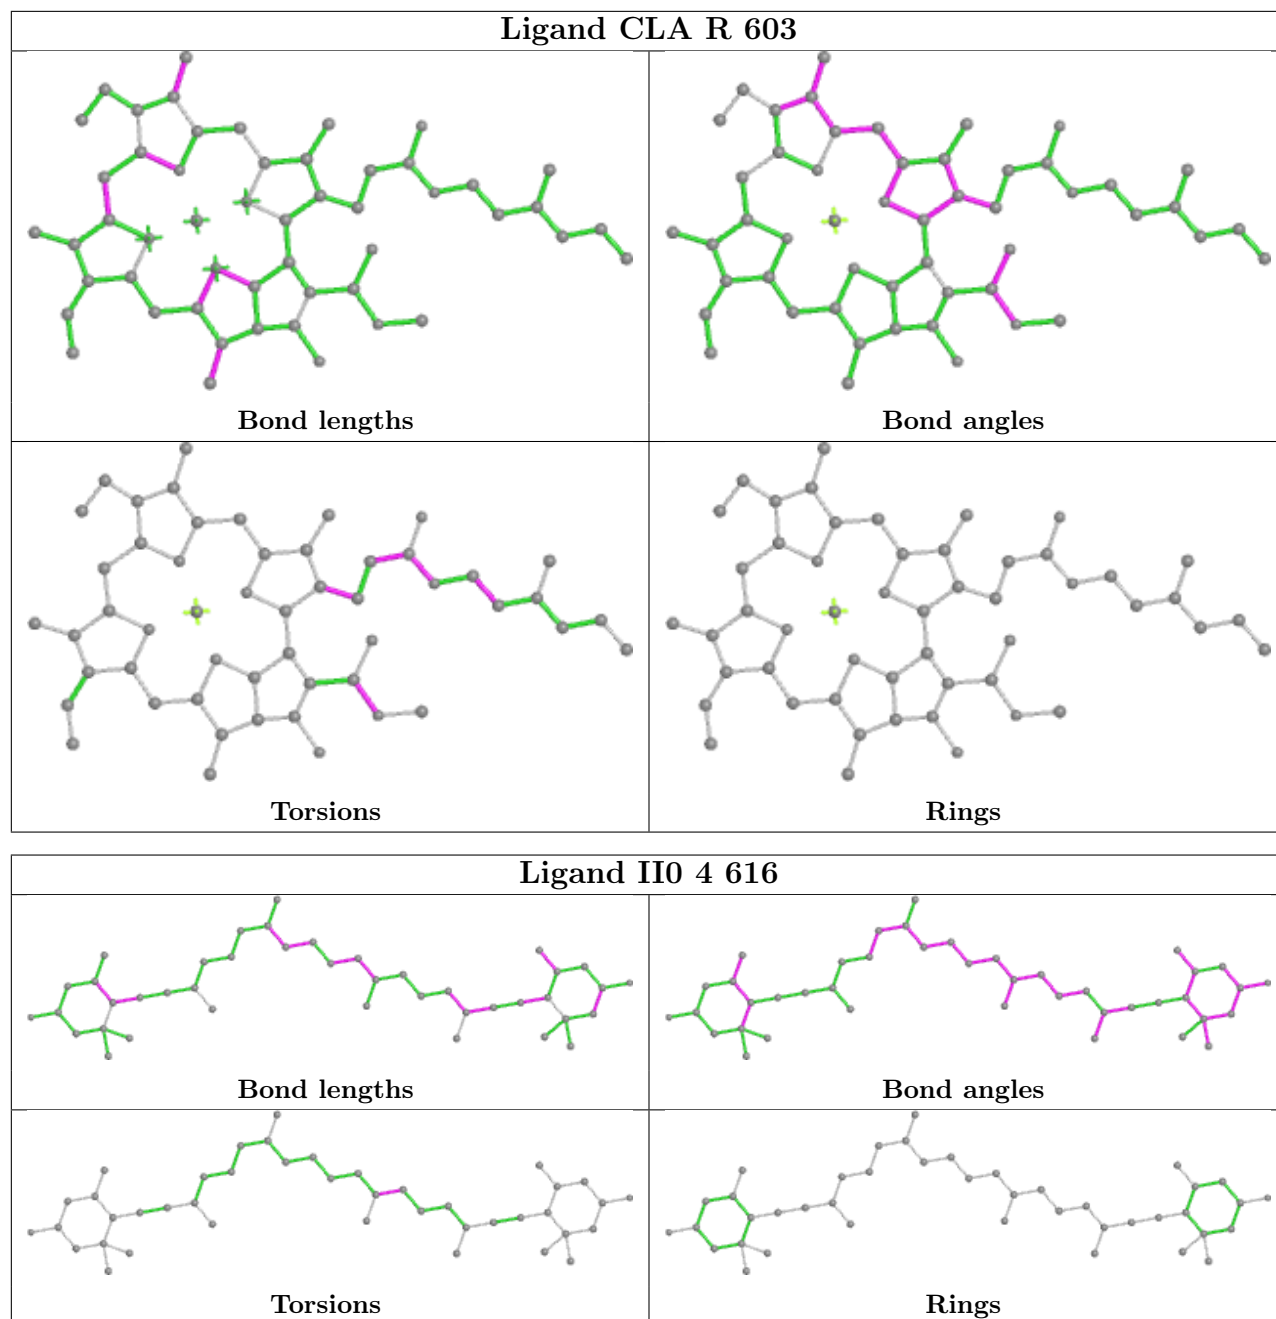 Ligand CLA R 603
Bond lengths
Bond angles
Torsions
Rings
Ligand II0 4 616
Bond lengths
Bond angles
Torsions
Rings